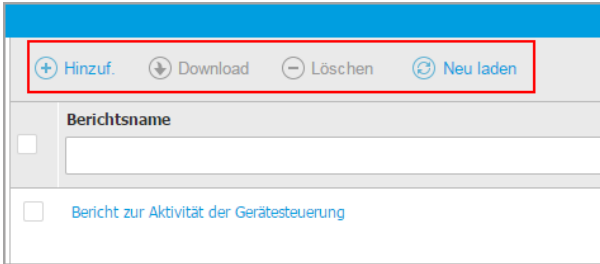 Hinzuf. Download Löschen Neu laden
Berichtsname
Bericht zur Aktivität der Gerätesteuerung